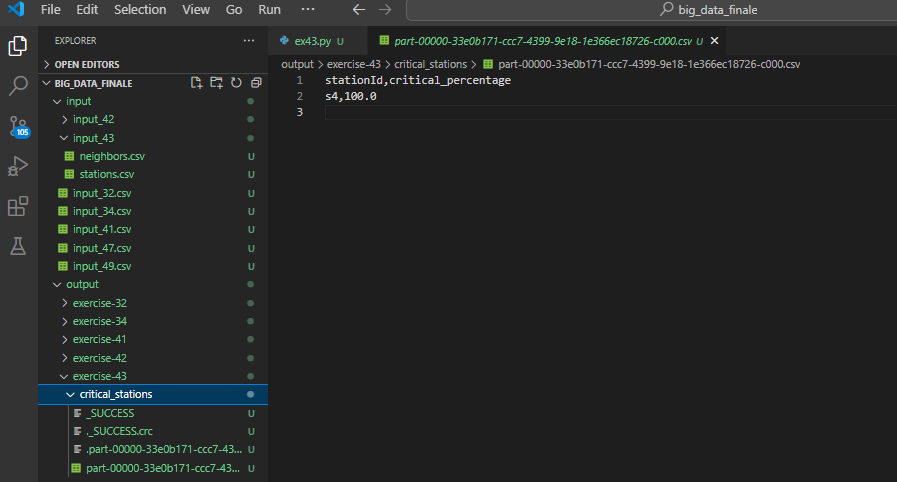 File Edit Selection View Go Run ··· big_data_finale
EXPLORER ···
OPEN EDITORS
BIG_DATA_FINALE
input
input_42
input_43
neighbors.csv U
stations.csv U
input_32.csv U
input_34.csv U
input_41.csv U
input_47.csv U
input_49.csv U
output
exercise-32
exercise-34
exercise-41
exercise-42
exercise-43
critical_stations
_SUCCESS U
._SUCCESS.crc U
.part-00000-33e0b171-ccc7-43... U
part-00000-33e0b171-ccc7-43... U
105
ex43.py U part-00000-33e0b171-ccc7-4399-9e18-1e366ec18726-c000.csv U
output > exercise-43 > critical_stations > part-00000-33e0b171-ccc7-4399-9e18-1e366ec18726-c000.csv
1 stationId,critical_percentage
2 s4,100.0
3